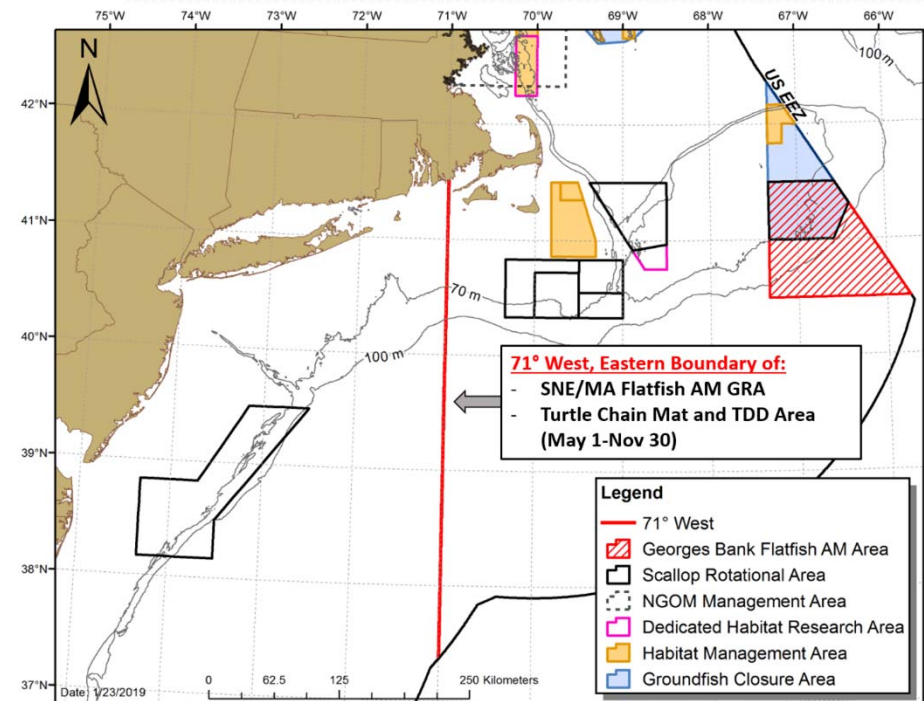 75°W 74°W 73°W 72°W 71°W 70°W 69°W 68°W 67°W 66°W
N
100 m
US EEZ
42°N
41°N
40°N
39°N
38°N
37°N
70 m
100 m
71° West, Eastern Boundary of:
- SNE/MA Flatfish AM GRA
- Turtle Chain Mat and TDD Area
(May 1-Nov 30)
Legend
71° West
Georges Bank Flatfish AM Area
Scallop Rotational Area
NGOM Management Area
Dedicated Habitat Research Area
Habitat Management Area
Groundfish Closure Area
Date: 1/23/2019
0 62.5 125 250 Kilometers